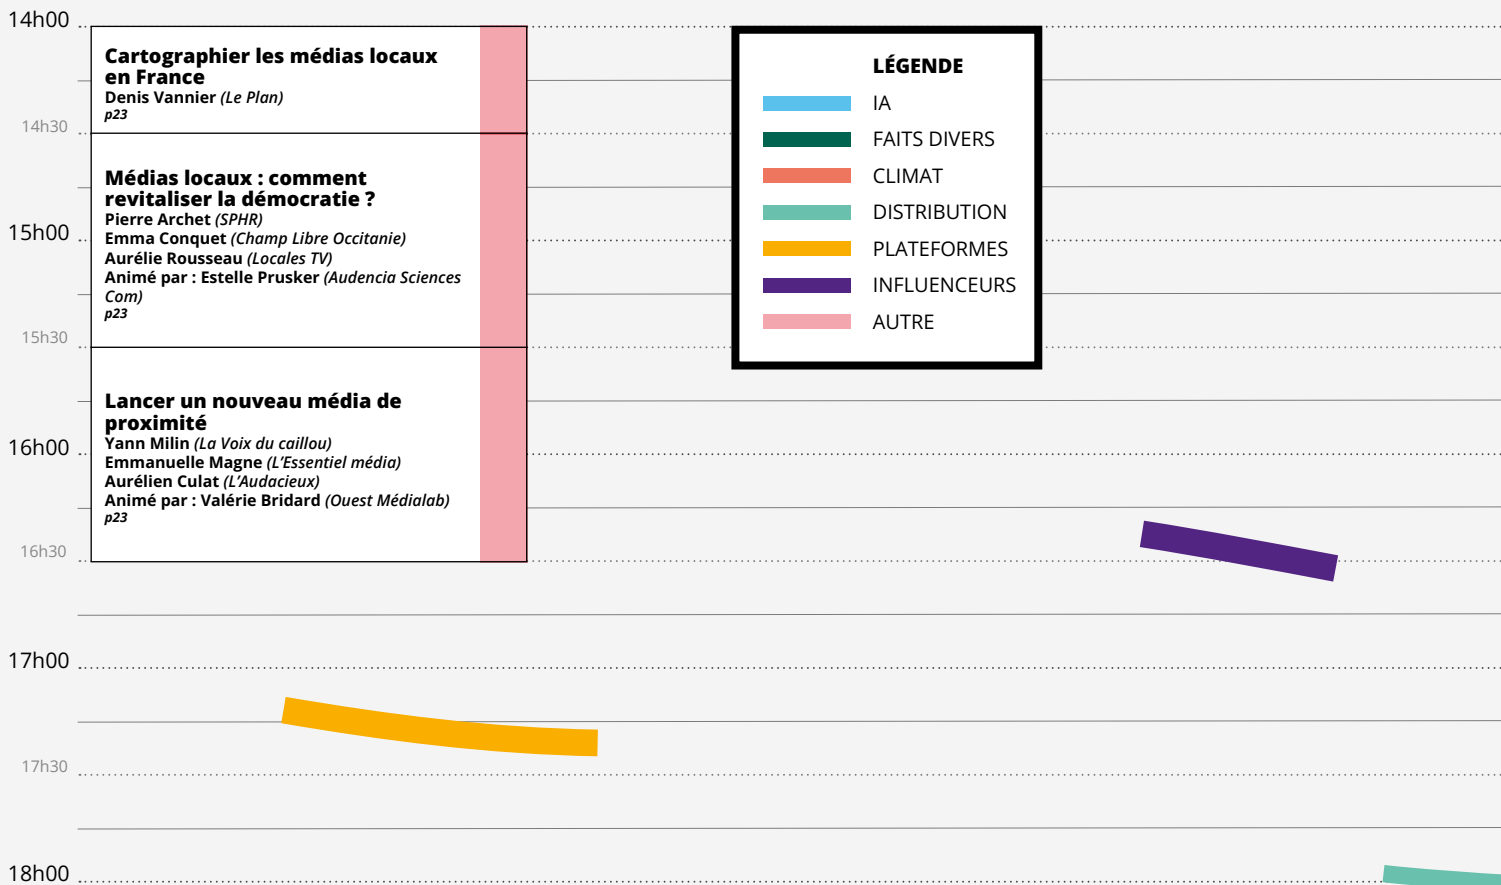 14h00
Cartographier les médias locaux
en France
Denis Vannier (Le Plan)
p23
14h30
Médias locaux : comment
revitaliser la démocratie ?
Pierre Archet (SPHR)
15h00
Emma Conquet (Champ Libre Occitanie)
Aurélie Rousseau (Locales TV)
Animé par : Estelle Prusker (Audencia Sciences
Com)
p23
15h30
Lancer un nouveau média de
proximité
Yann Milin (La Voix du caillou)
16h00
Emmanuelle Magne (L'Essentiel média)
Aurélien Culat (L'Audacieux)
Animé par : Valérie Bridard (Ouest Médialab)
p23
16h30
17h00
17h30
18h00
LÉGENDE
IA
FAITS DIVERS
CLIMAT
DISTRIBUTION
PLATEFORMES
INFLUENCEURS
AUTRE